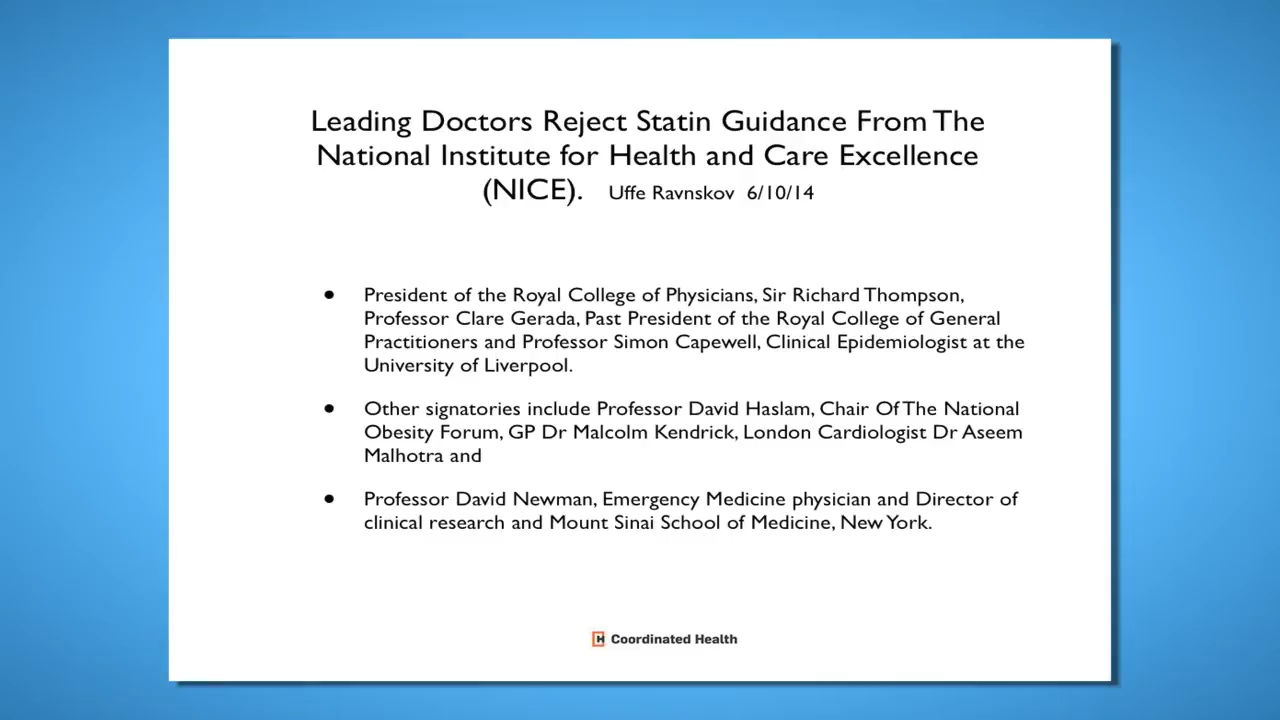 Leading Doctors Reject Statin Guidance From The
National Institute for Health and Care Excellence
(NICE). Uffe Ravnskov 6/10/14
● President of the Royal College of Physicians, Sir Richard Thompson,
Professor Clare Gerada, Past President of the Royal College of General
Practitioners and Professor Simon Capewell, Clinical Epidemiologist at the
University of Liverpool.
● Other signatories include Professor David Haslam, Chair Of The National
Obesity Forum, GP Dr Malcolm Kendrick, London Cardiologist Dr Aseem
Malhotra and
● Professor David Newman, Emergency Medicine physician and Director of
clinical research and Mount Sinai School of Medicine, New York.
H Coordinated Health